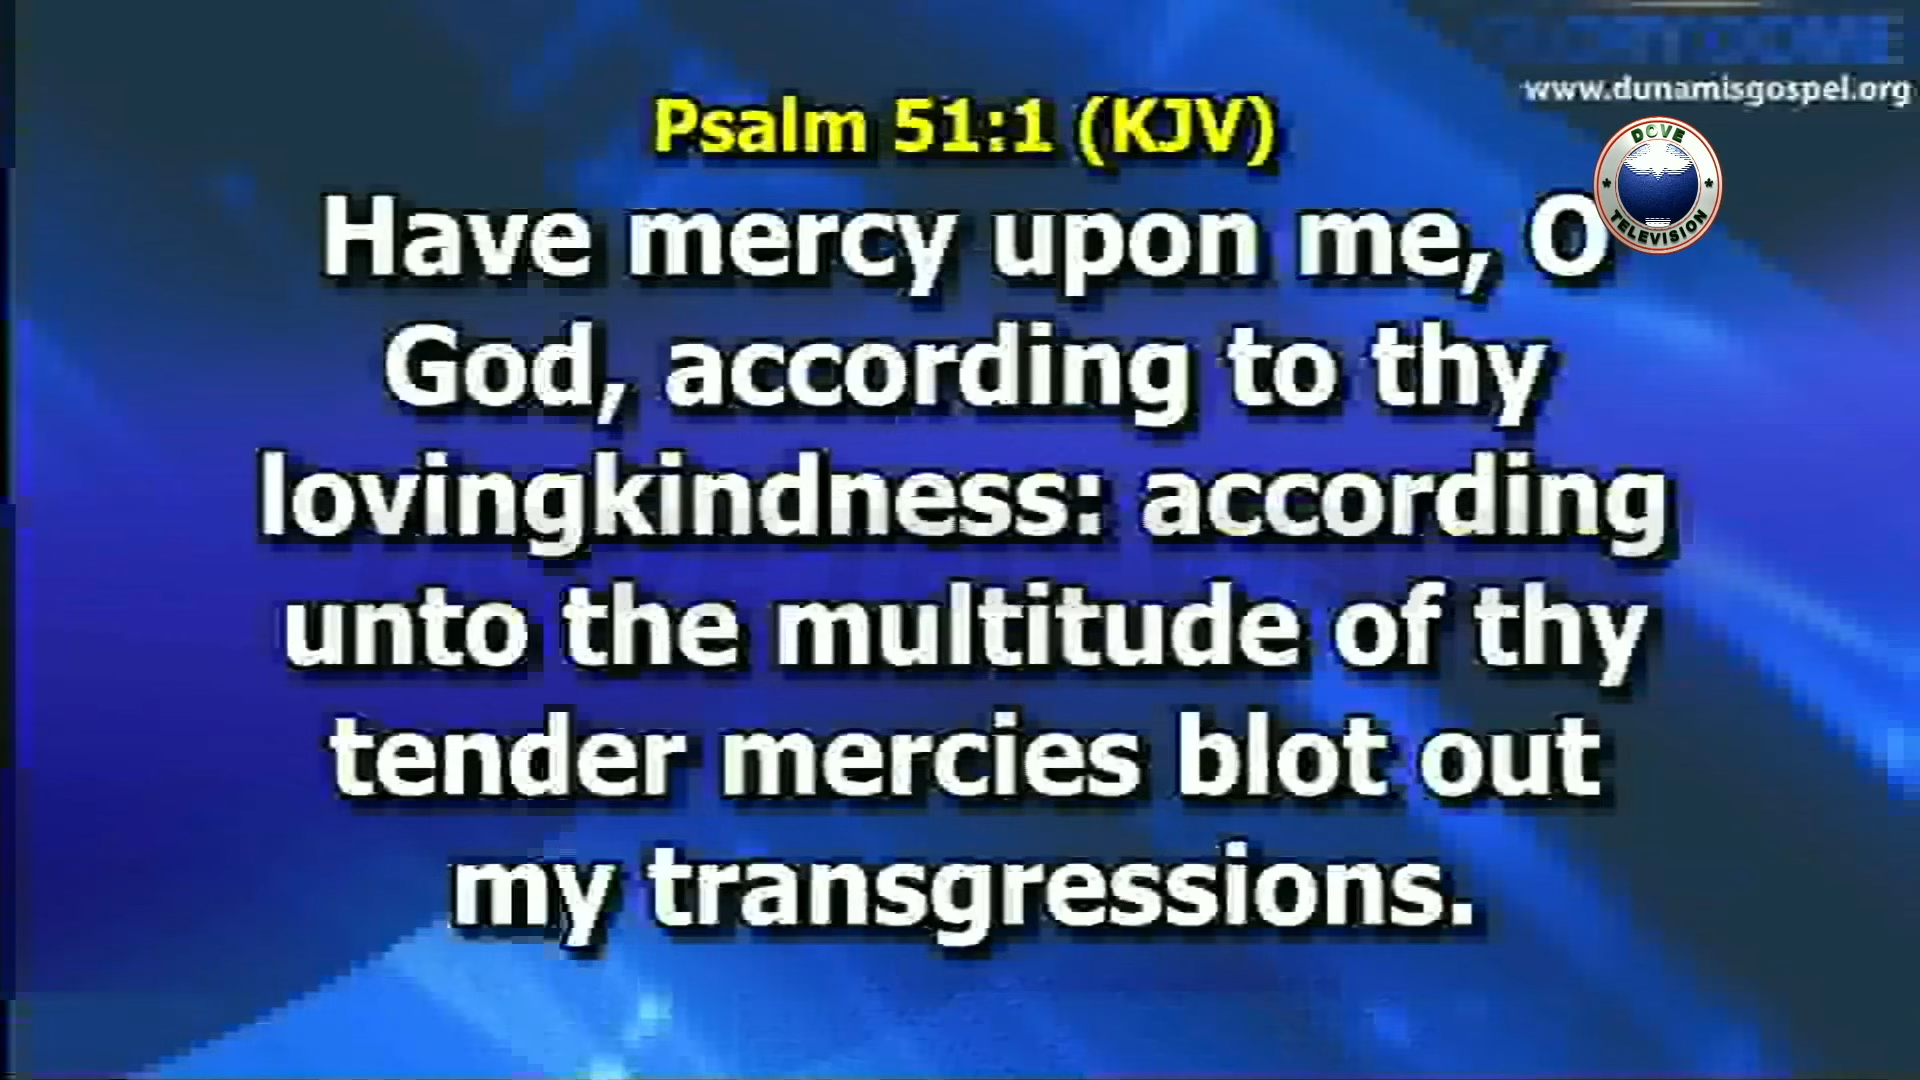 www.dunamisgospel.org
DOVE
TELEVISION
Psalm 51:1 (KJV)
Have mercy upon me, O
God, according to thy
lovingkindness: according
unto the multitude of thy
tender mercies blot out
my transgressions.